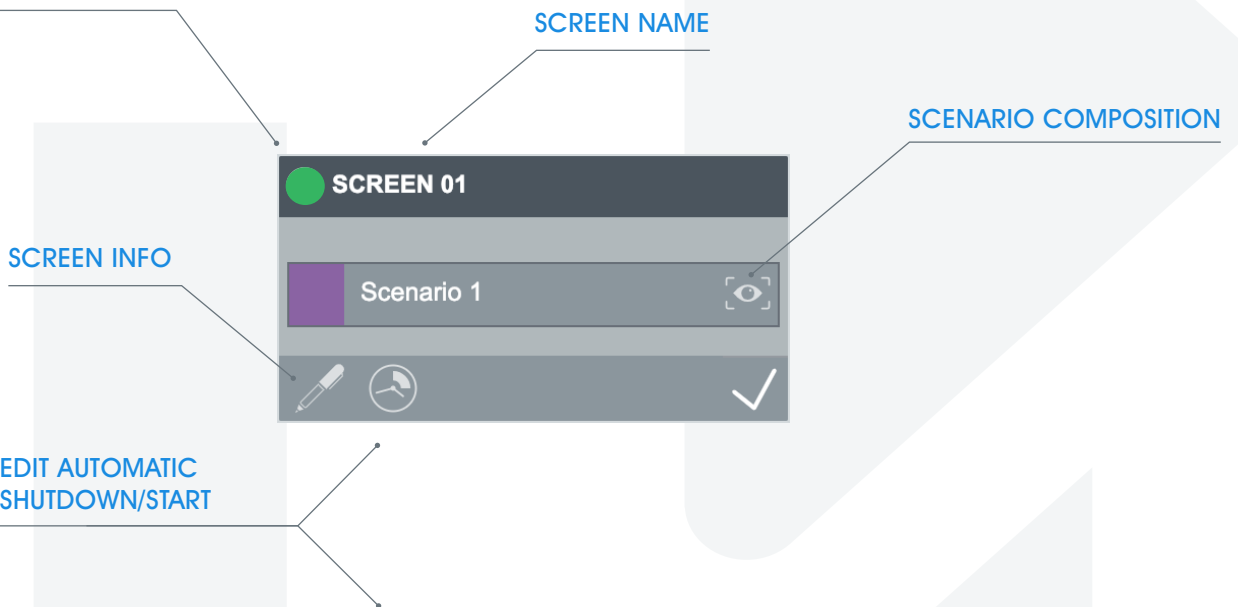 SCREEN NAME
SCENARIO COMPOSITION
SCREEN 01
SCREEN INFO
Scenario 1
EDIT AUTOMATIC
SHUTDOWN/START